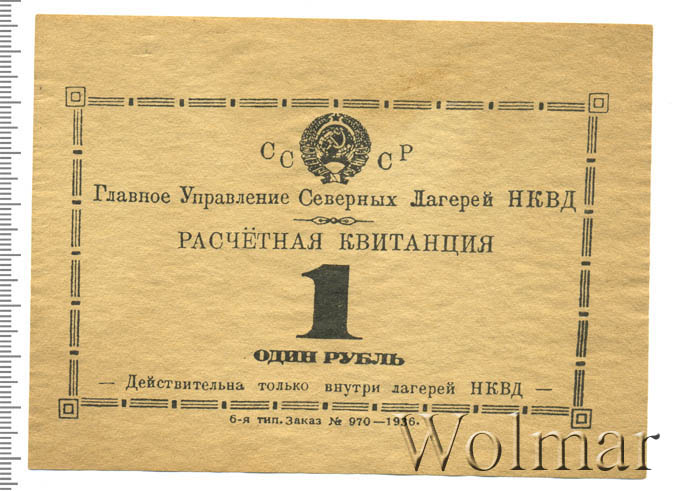 СС СР
Главное Управление Северных Лагерей НКВД
РАСЧЁТНАЯ КВИТАНЦИЯ
1
ОДИН РУБЛЬ
— Действительна только внутри лагерей НКВД —
6-я тип. Заказ № 970—1936.
Wolmar